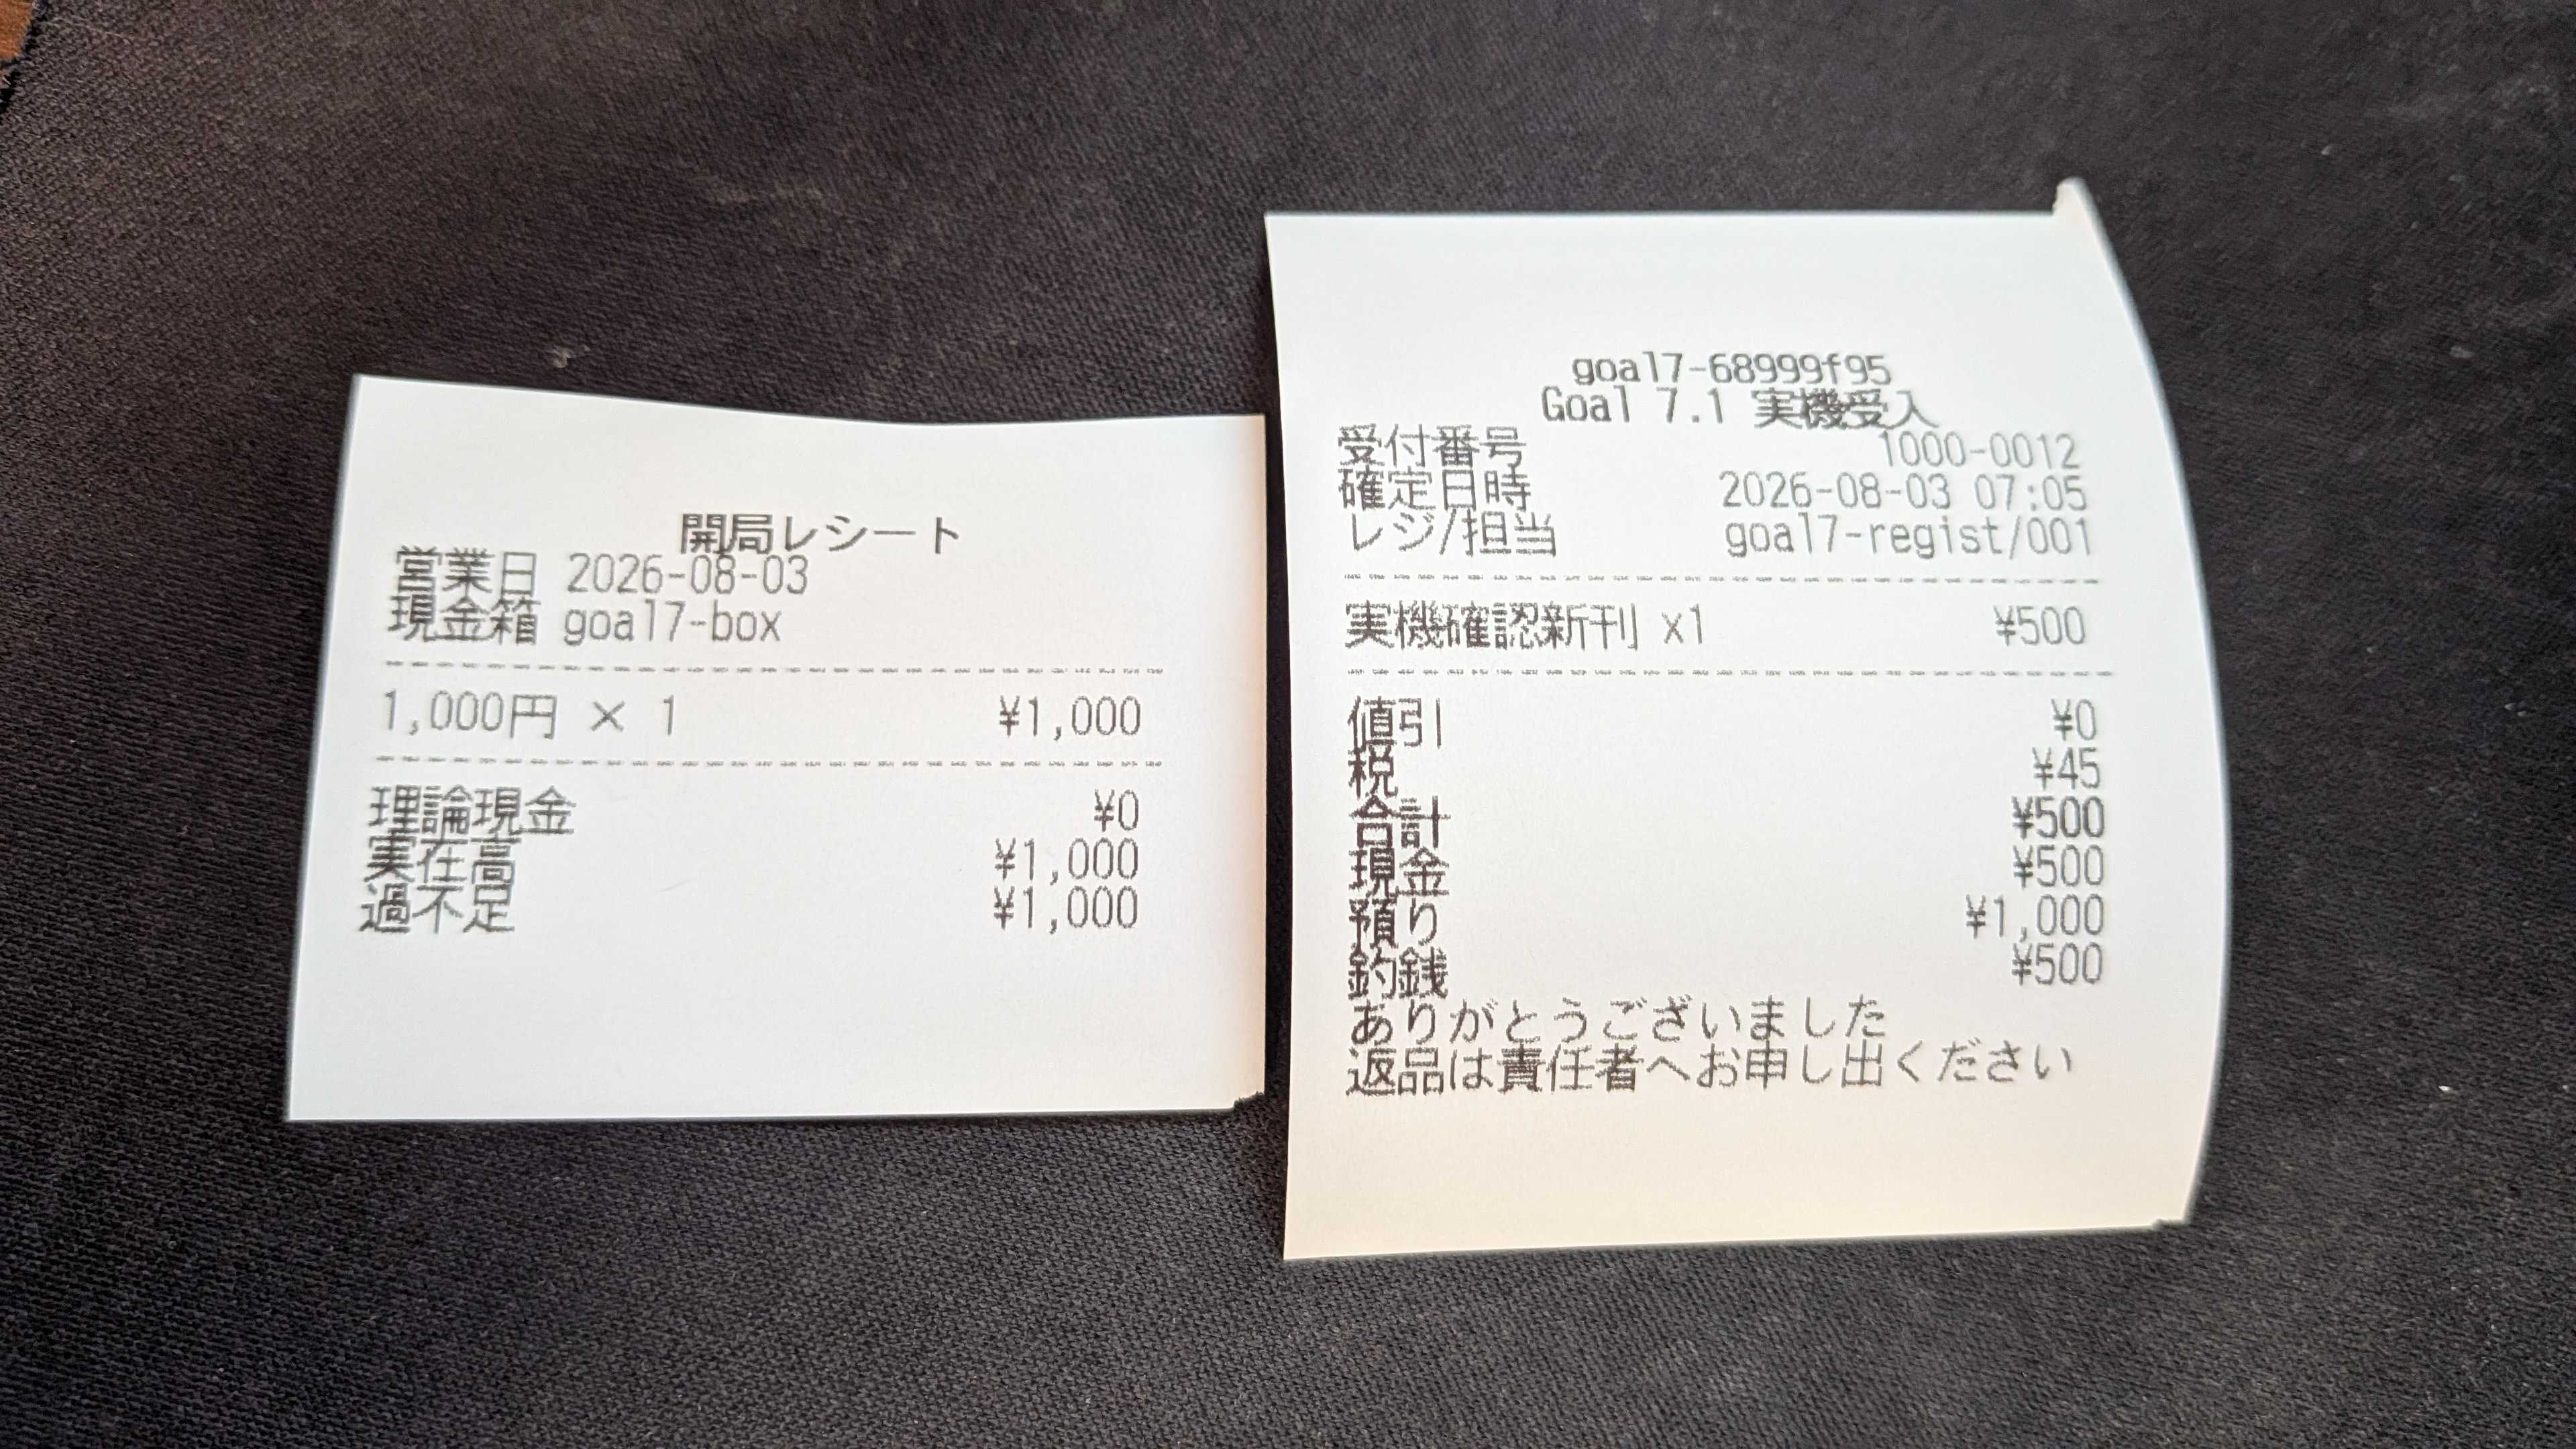 開局レシート
営業日 2026-08-03
現金箱 goal7-box
1,000円 × 1 ¥1,000
理論現金 ¥0
実在高 ¥1,000
過不足 ¥1,000
goal7-68999f95
Goal 7.1 実機受入
受付番号 1000-0012
確定日時 2026-08-03 07:05
レジ/担当 goal7-regist/001
実機確認新刊 x1 ¥500
値引 ¥0
税 ¥45
合計 ¥500
現金 ¥500
預り ¥1,000
釣銭 ¥500
ありがとうございました
返品は責任者へお申し出ください